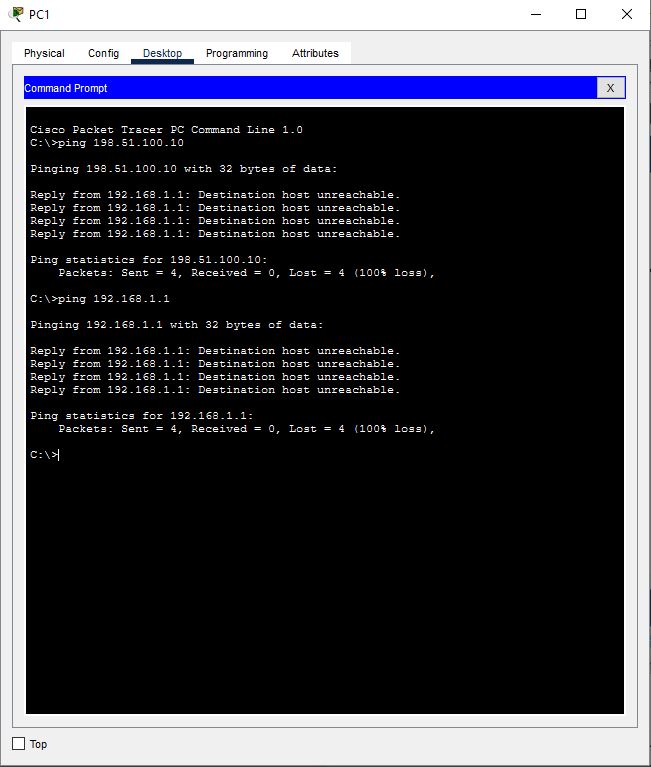 PC1
Physical Config Desktop Programming Attributes
Command Prompt X
Cisco Packet Tracer PC Command Line 1.0
C:\>ping 198.51.100.10
Pinging 198.51.100.10 with 32 bytes of data:
Reply from 192.168.1.1: Destination host unreachable.
Reply from 192.168.1.1: Destination host unreachable.
Reply from 192.168.1.1: Destination host unreachable.
Reply from 192.168.1.1: Destination host unreachable.
Ping statistics for 198.51.100.10:
    Packets: Sent = 4, Received = 0, Lost = 4 (100% loss),
C:\>ping 192.168.1.1
Pinging 192.168.1.1 with 32 bytes of data:
Reply from 192.168.1.1: Destination host unreachable.
Reply from 192.168.1.1: Destination host unreachable.
Reply from 192.168.1.1: Destination host unreachable.
Reply from 192.168.1.1: Destination host unreachable.
Ping statistics for 192.168.1.1:
    Packets: Sent = 4, Received = 0, Lost = 4 (100% loss),
C:\>
Top